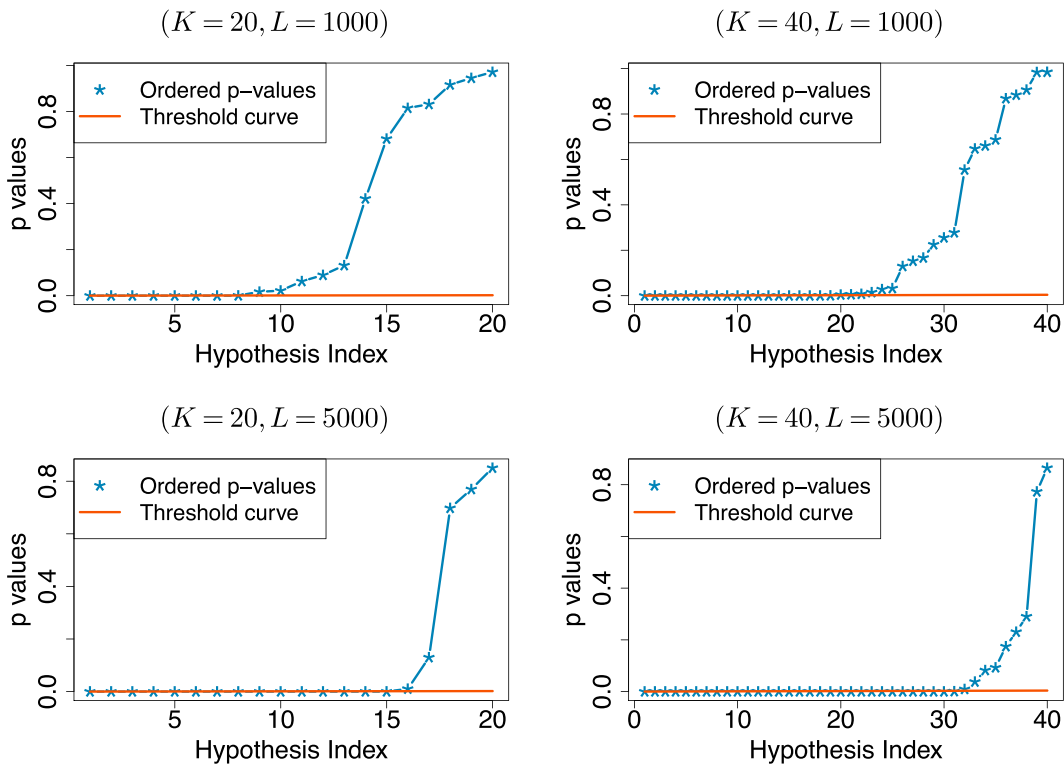 (K = 20, L = 1000)
Ordered p−values
Threshold curve
p values
0.0 0.4 0.8
5 10 15 20
Hypothesis Index
(K = 40, L = 1000)
Ordered p−values
Threshold curve
p values
0.0 0.4 0.8
0 10 20 30 40
Hypothesis Index
(K = 20, L = 5000)
Ordered p−values
Threshold curve
p values
0.0 0.4 0.8
5 10 15 20
Hypothesis Index
(K = 40, L = 5000)
Ordered p−values
Threshold curve
p values
0.0 0.4 0.8
0 10 20 30 40
Hypothesis Index